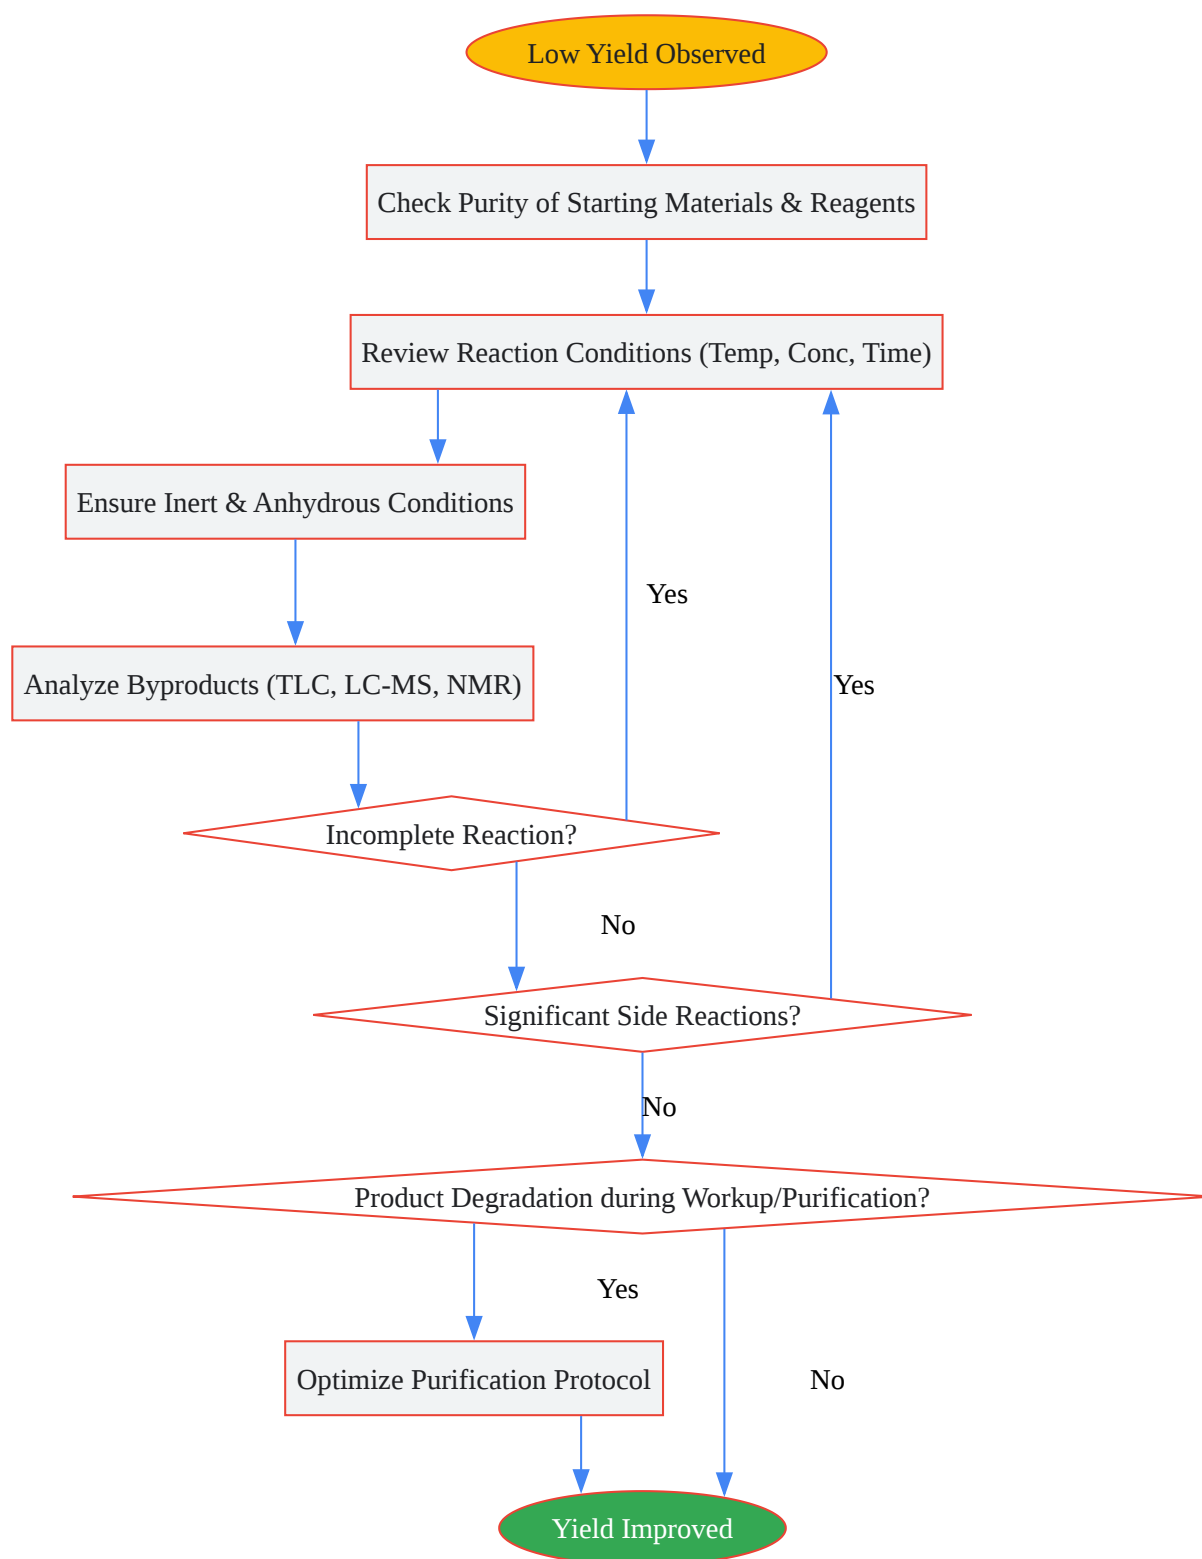 Low Yield Observed
Check Purity of Starting Materials & Reagents
Review Reaction Conditions (Temp, Conc, Time)
Ensure Inert & Anhydrous Conditions
Yes
Analyze Byproducts (TLC, LC-MS, NMR)
Yes
Incomplete Reaction?
No
Significant Side Reactions?
No
Product Degradation during Workup/Purification?
Yes
Optimize Purification Protocol
No
Yield Improved